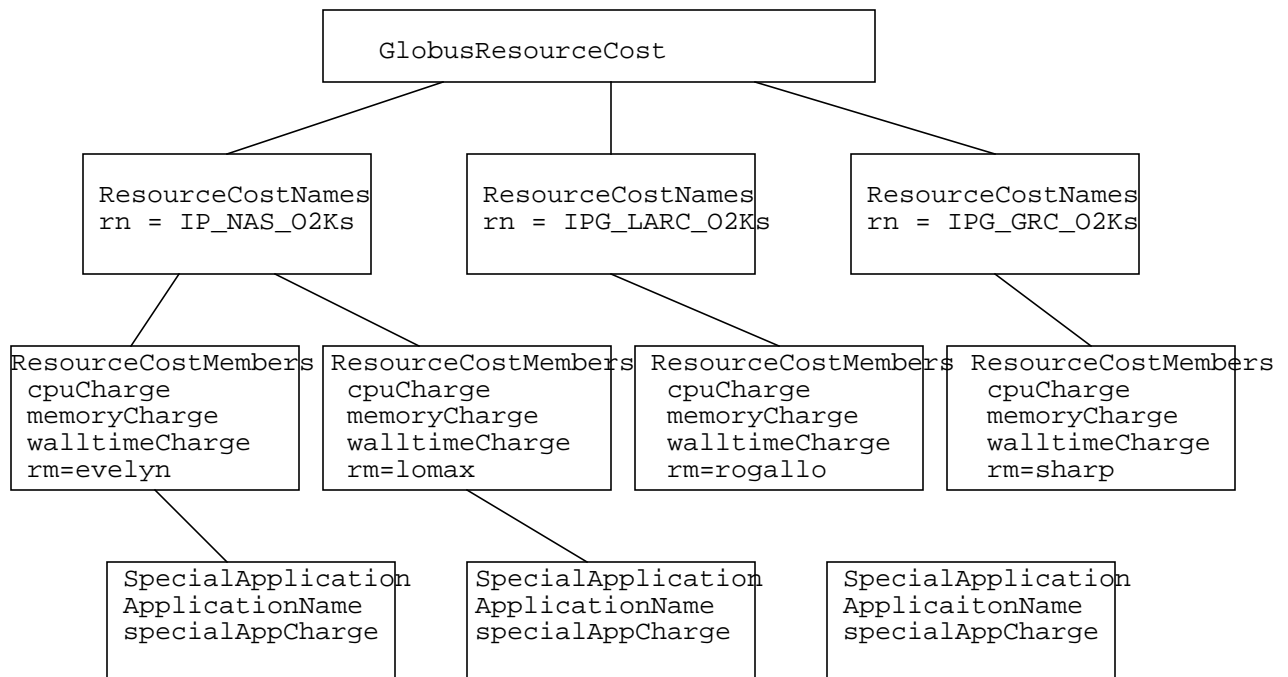 GlobusResourceCost
ResourceCostNames
rn = IP_NAS_O2Ks
ResourceCostNames
rn = IPG_LARC_O2Ks
ResourceCostNames
rn = IPG_GRC_O2Ks
ResourceCostMembers
cpuCharge
memoryCharge
walltimeCharge
rm=evelyn
ResourceCostMembers
cpuCharge
memoryCharge
walltimeCharge
rm=lomax
ResourceCostMembers
cpuCharge
memoryCharge
walltimeCharge
rm=rogallo
ResourceCostMembers
cpuCharge
memoryCharge
walltimeCharge
rm=sharp
SpecialApplication
ApplicationName
specialAppCharge
SpecialApplication
ApplicationName
specialAppCharge
SpecialApplication
ApplicaitonName
specialAppCharge